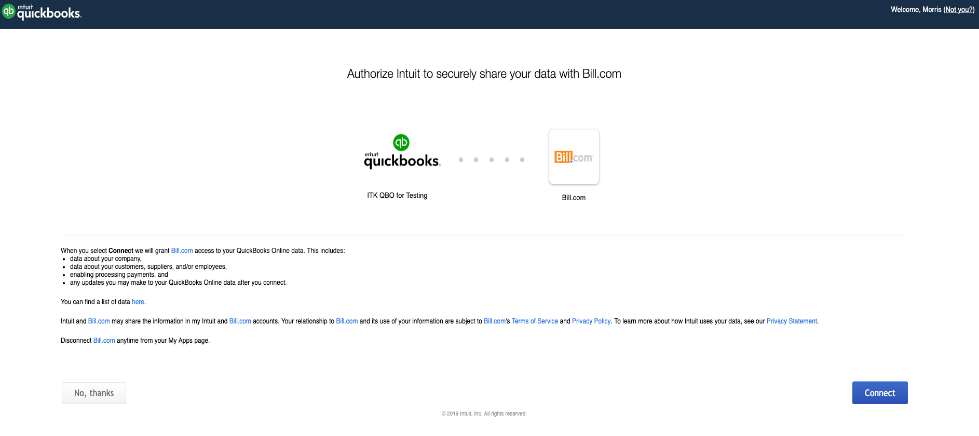 intuit
quickbooks.
Welcome, Morris (Not you?)
Authorize Intuit to securely share your data with Bill.com
intuit
quickbooks.
Bill.com
ITK QBO for Testing
Bill.com
When you select Connect we will grant Bill.com access to your QuickBooks Online data. This includes:
data about your company,
data about your customers, suppliers, and/or employees,
enabling processing payments, and
any updates you may make to your QuickBooks Online data after you connect.
You can find a list of data here.
Intuit and Bill.com may share the information in my Intuit and Bill.com accounts. Your relationship to Bill.com and its use of your information are subject to Bill.com's Terms of Service and Privacy Policy. To learn more about how Intuit uses your data, see our Privacy Statement.
Disconnect Bill.com anytime from your My Apps page.
No, thanks
Connect
© 2019 Intuit, Inc. All rights reserved.